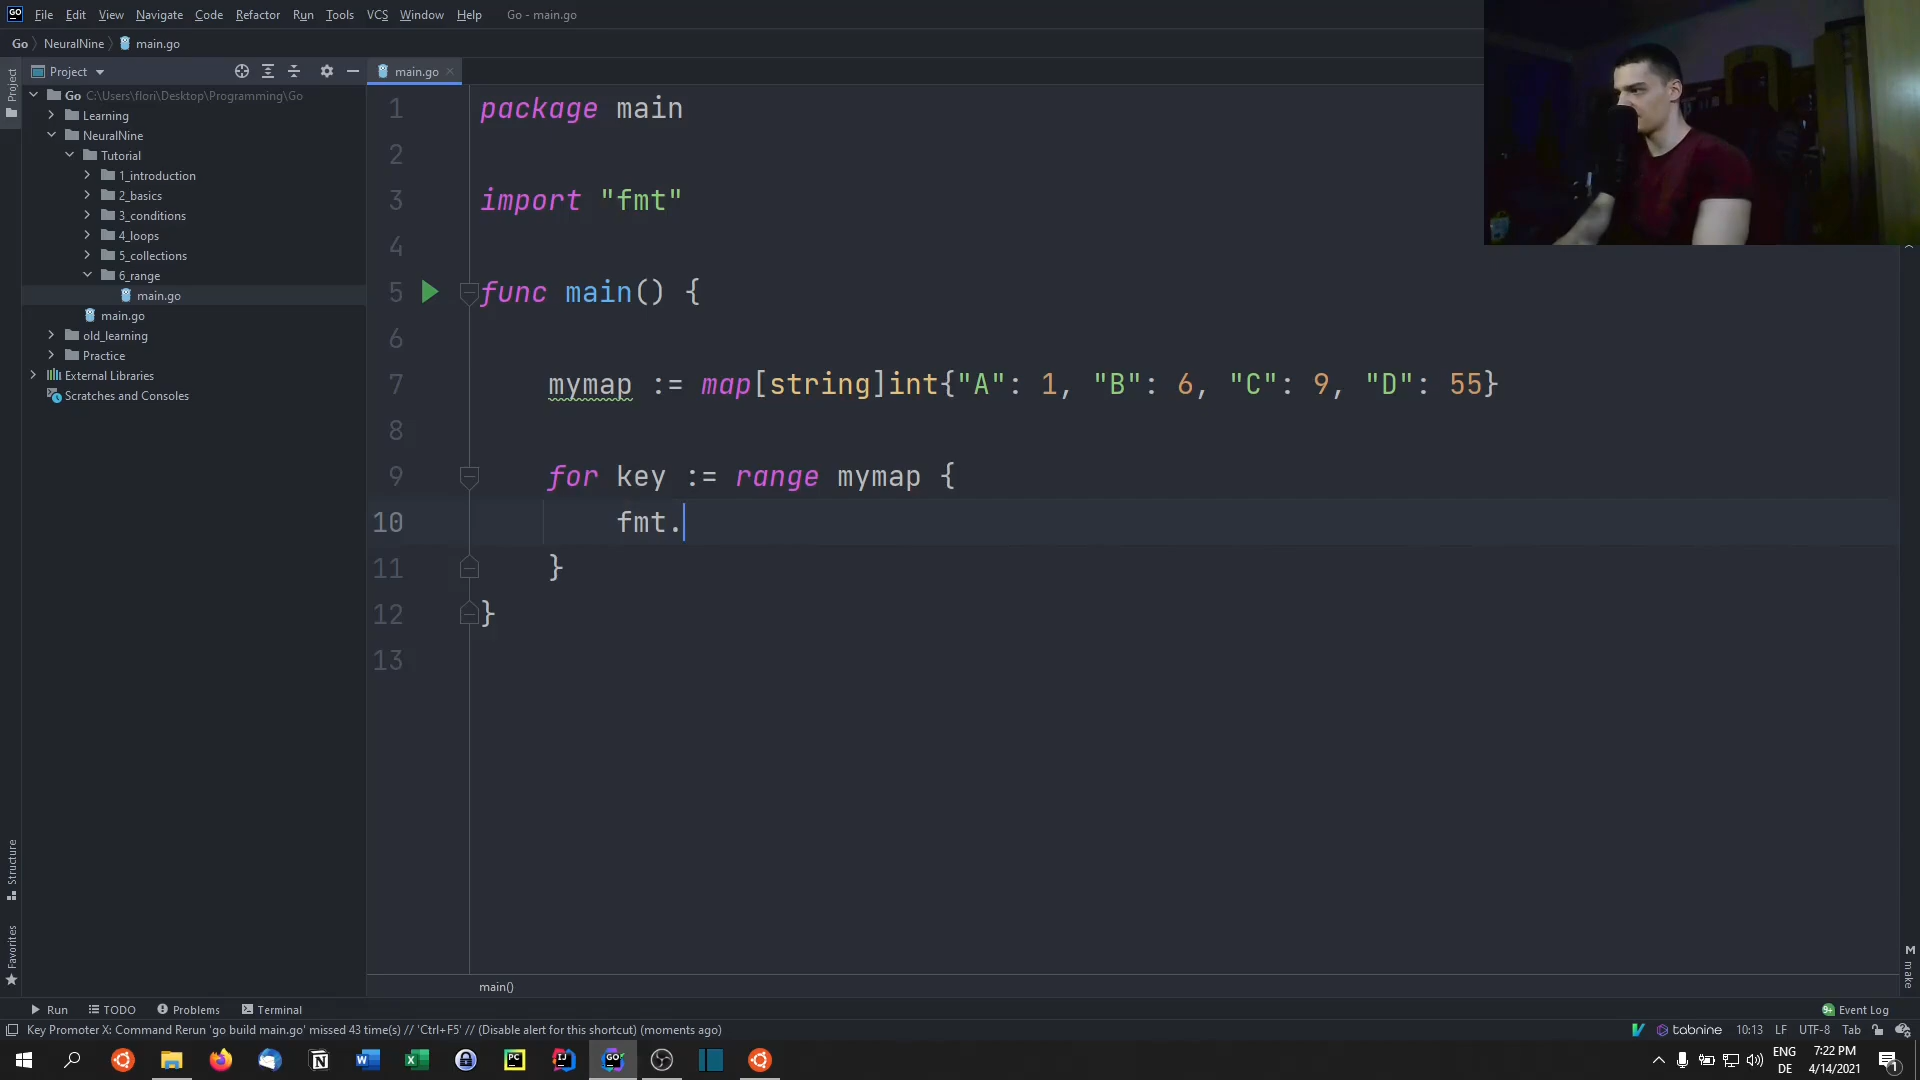 File Edit View Navigate Code Refactor Run Tools VCS Window Help Go - main.go
Go NeuralNine main.go
Project
Project
main.go
Go C:\Users\flori\Desktop\Programming\Go
Learning
NeuralNine
Tutorial
1_introduction
2_basics
3_conditions
4_loops
5_collections
6_range
main.go
main.go
old_learning
Practice
External Libraries
Scratches and Consoles
1 package main
2
3 import "fmt"
4
5 func main() {
6
7 mymap := map[string]int{"A": 1, "B": 6, "C": 9, "D": 55}
8
9 for key := range mymap {
10 fmt.
11 }
12 }
13
Structure
Favorites
make
main()
Run TODO Problems Terminal Event Log
Key Promoter X: Command Rerun 'go build main.go' missed 43 time(s) // 'Ctrl+F5' // (Disable alert for this shortcut) (moments ago) tabnine 10:13 LF UTF-8 Tab
ENG 7:22 PM
DE 4/14/2021